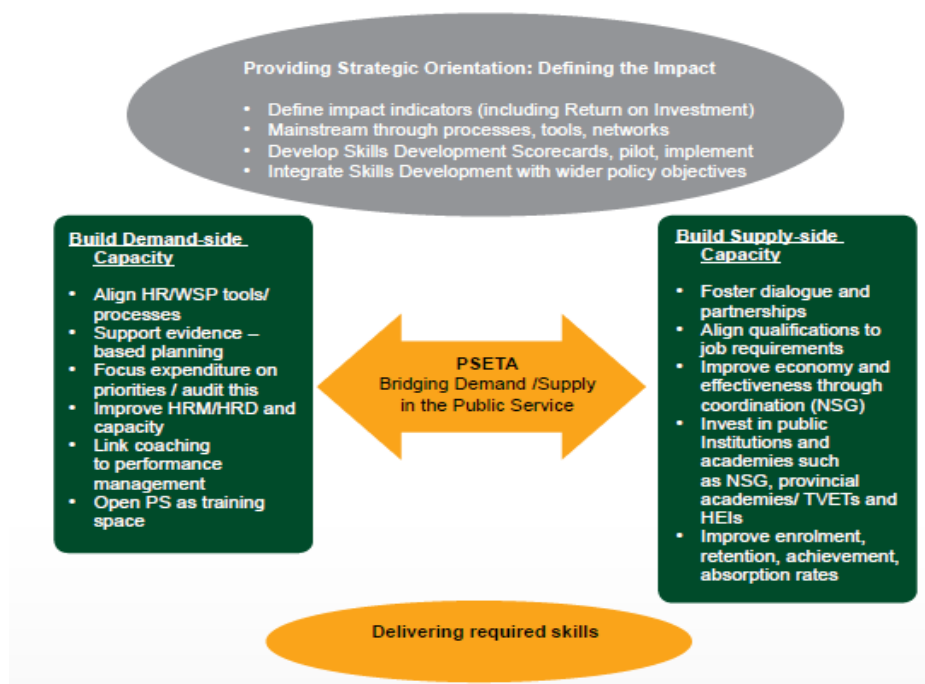 Providing Strategic Orientation: Defining the Impact
• Define impact indicators (including Return on Investment)
• Mainstream through processes, tools, networks
• Develop Skills Development Scorecards, pilot, implement
• Integrate Skills Development with wider policy objectives
Build Demand-side
Capacity
• Align HR/WSP tools/
processes
• Support evidence –
based planning
• Focus expenditure on
priorities / audit this
• Improve HRM/HRD and
capacity
• Link coaching
to performance
management
• Open PS as training
space
PSETA
Bridging Demand /Supply
in the Public Service
Build Supply-side
Capacity
• Foster dialogue and
partnerships
• Align qualifications to
job requirements
• Improve economy and
effectiveness through
coordination (NSG)
• Invest in public
Institutions and
academies such
as NSG, provincial
academies/ TVETs and
HEIs
• Improve enrolment,
retention, achievement,
absorption rates
Delivering required skills